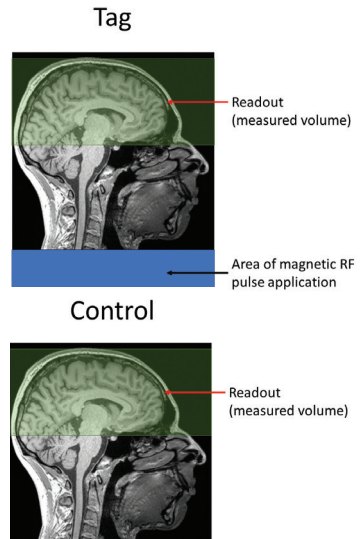 Tag
Readout
(measured volume)
Area of magnetic RF
pulse application
Control
Readout
(measured volume)